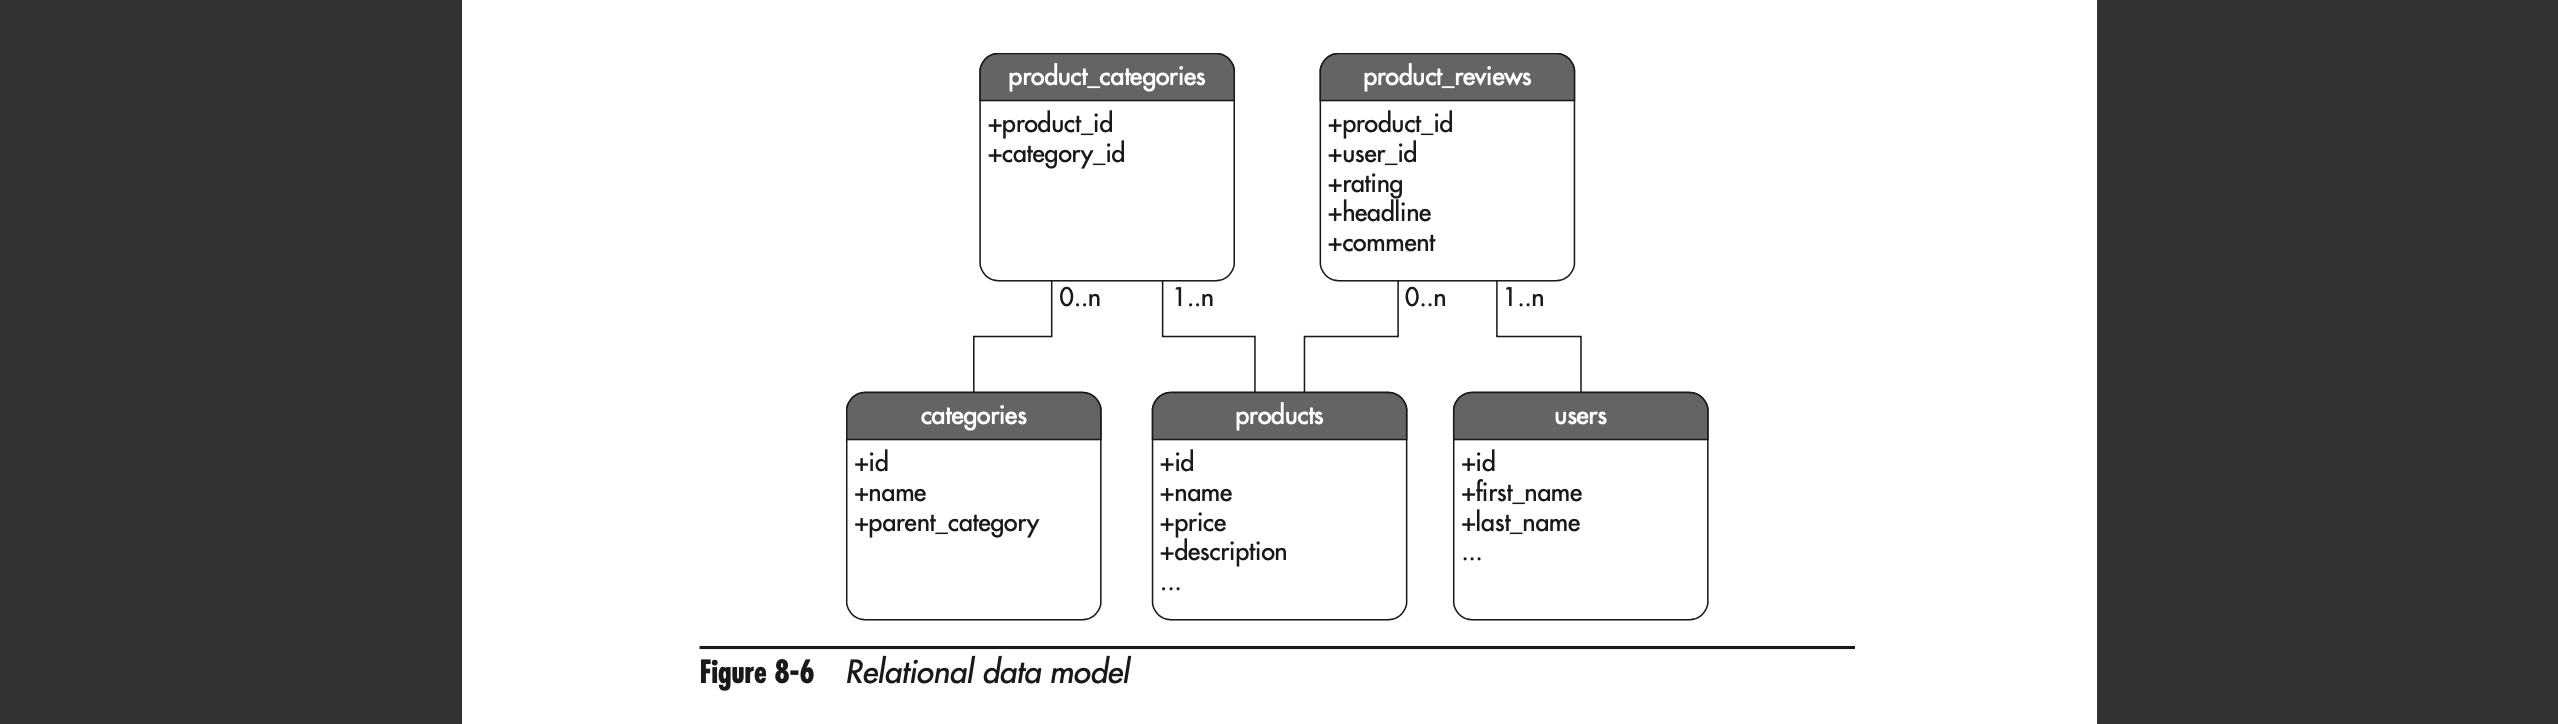 product_categories
+product_id
+category_id
product_reviews
+product_id
+user_id
+rating
+headline
+comment
0..n
1..n
0..n
1..n
categories
+id
+name
+parent_category
products
+id
+name
+price
+description
...
users
+id
+first_name
+last_name
...
Figure 8-6 Relational data model